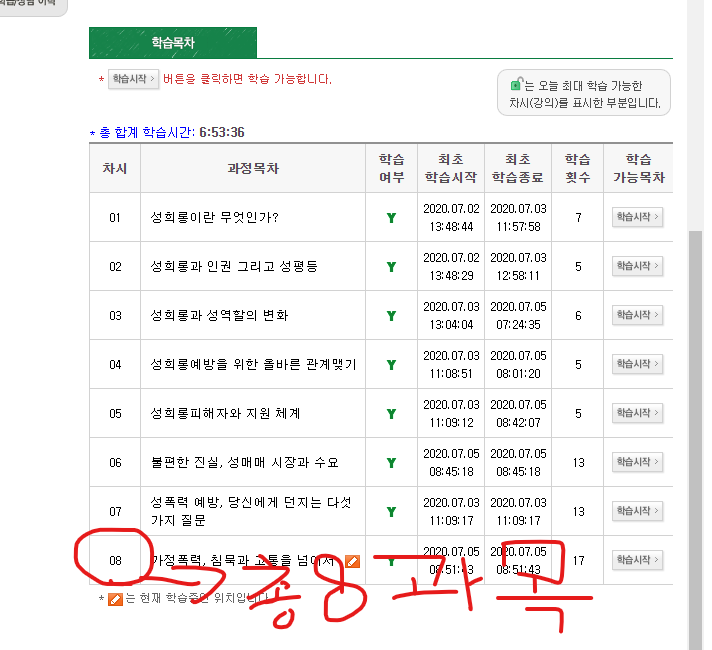 학습목차
* 학습시작 > 버튼을 클릭하면 학습 가능합니다.
는 오늘 최대 학습 가능한
차시(강의)를 표시한 부분입니다.
* 총 합계 학습시간: 6:53:36
차시 과정목차 학습여부 최초학습시작 최초학습종료 학습횟수 학습가능목차
01 성희롱이란 무엇인가? Y 2020.07.02 13:48:44 2020.07.03 11:57:58 7 학습시작 >
02 성희롱과 인권 그리고 성평등 Y 2020.07.02 13:48:29 2020.07.03 12:58:11 5 학습시작 >
03 성희롱과 성역할의 변화 Y 2020.07.03 13:04:04 2020.07.05 07:24:35 6 학습시작 >
04 성희롱예방을 위한 올바른 관계맺기 Y 2020.07.03 11:08:51 2020.07.05 08:01:20 5 학습시작 >
05 성희롱피해자와 지원 체계 Y 2020.07.03 11:09:12 2020.07.05 08:42:07 5 학습시작 >
06 불편한 진실, 성매매 시장과 수요 Y 2020.07.05 08:45:18 2020.07.05 08:45:18 13 학습시작 >
07 성폭력 예방, 당신에게 던지는 다섯가지 질문 Y 2020.07.03 11:09:17 2020.07.03 11:09:17 13 학습시작 >
08 가정폭력, 침묵과 고통을 넘어서 Y 2020.07.05 08:51:43 2020.07.05 08:51:43 17 학습시작 >
* 는 현재 학습중인 위치입니다.
총 8 과목